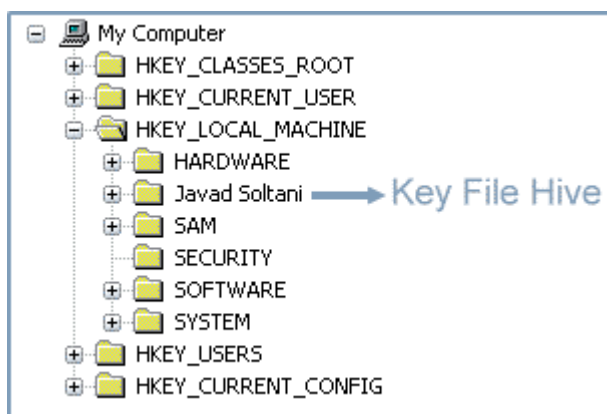 My Computer
HKEY_CLASSES_ROOT
HKEY_CURRENT_USER
HKEY_LOCAL_MACHINE
HARDWARE
Javad Soltani Key File Hive
SAM
SECURITY
SOFTWARE
SYSTEM
HKEY_USERS
HKEY_CURRENT_CONFIG